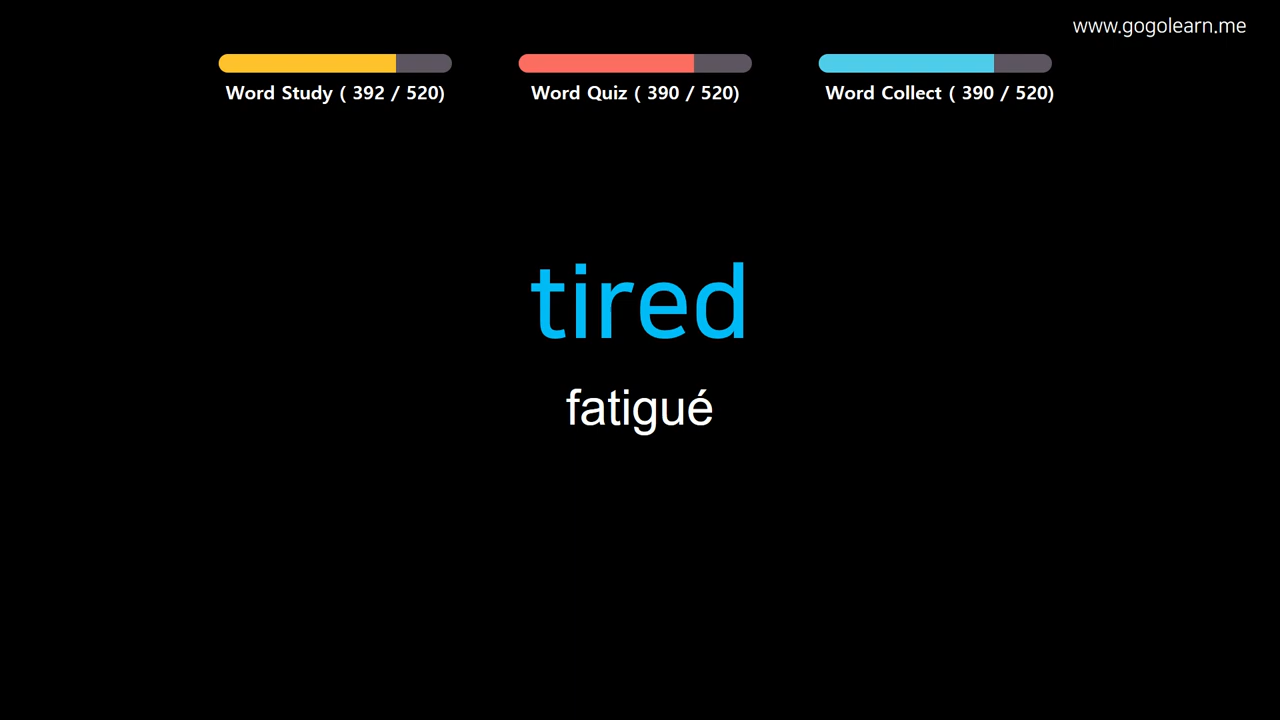 www.gogolearn.me
Word Study ( 392 / 520)
Word Quiz ( 390 / 520)
Word Collect ( 390 / 520)
tired
fatigué